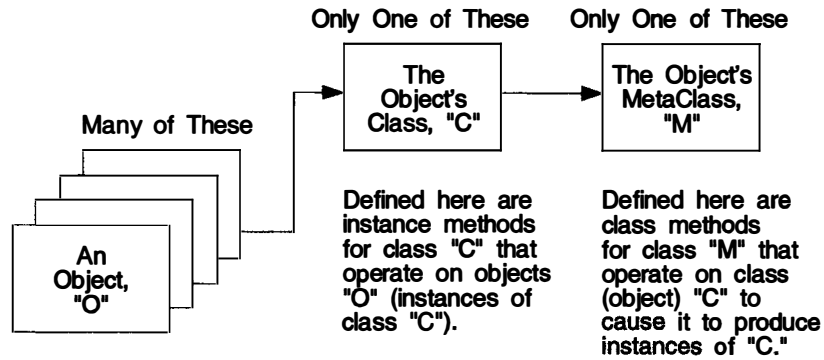 Only One of These
Only One of These
The
Object's
Class, "C"
The Object's
MetaClass,
"M"
Many of These
An
Object,
"O"
Defined here are
instance methods
for class "C" that
operate on objects
"O" (instances of
class "C").
Defined here are
class methods
for class "M" that
operate on class
(object) "C" to
cause it to produce
instances of "C."